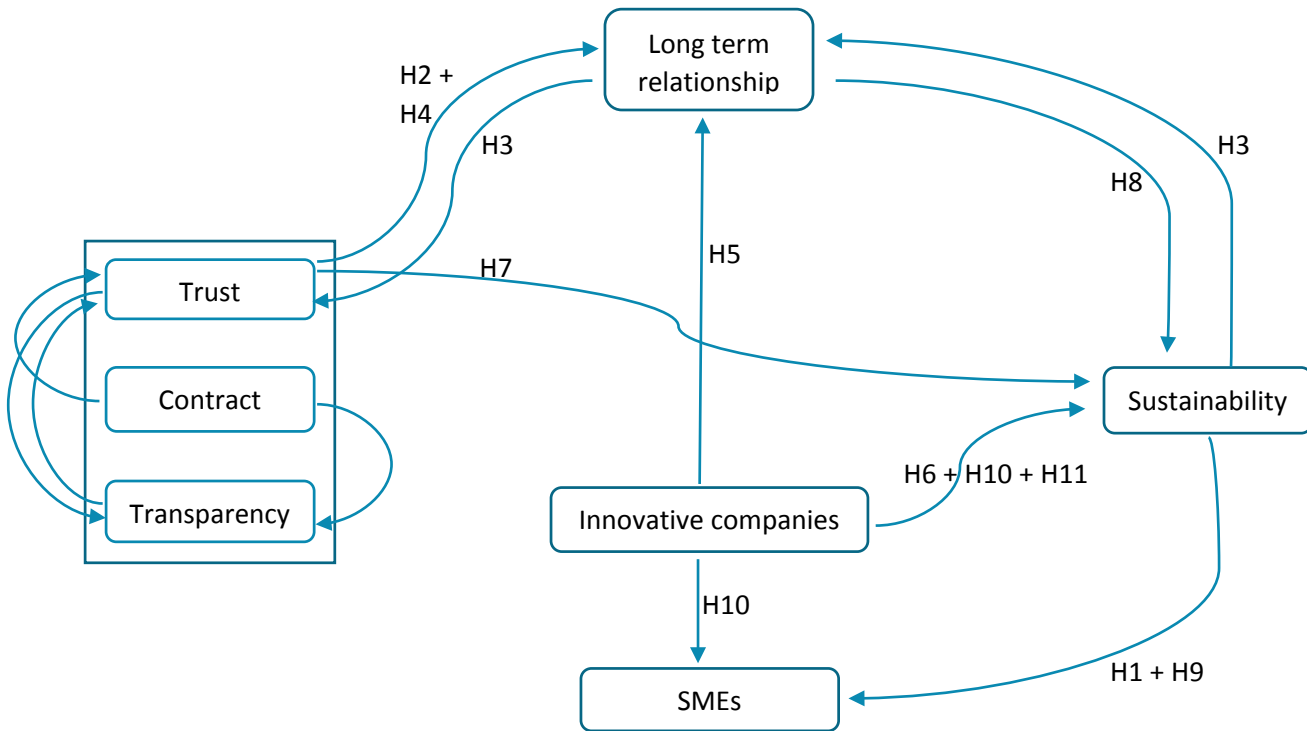 Long term
relationship
H2 +
H4
H3
H3
H8
H5
H7
Trust
Contract
Transparency
Sustainability
H6 + H10 + H11
Innovative companies
H10
H1 + H9
SMEs